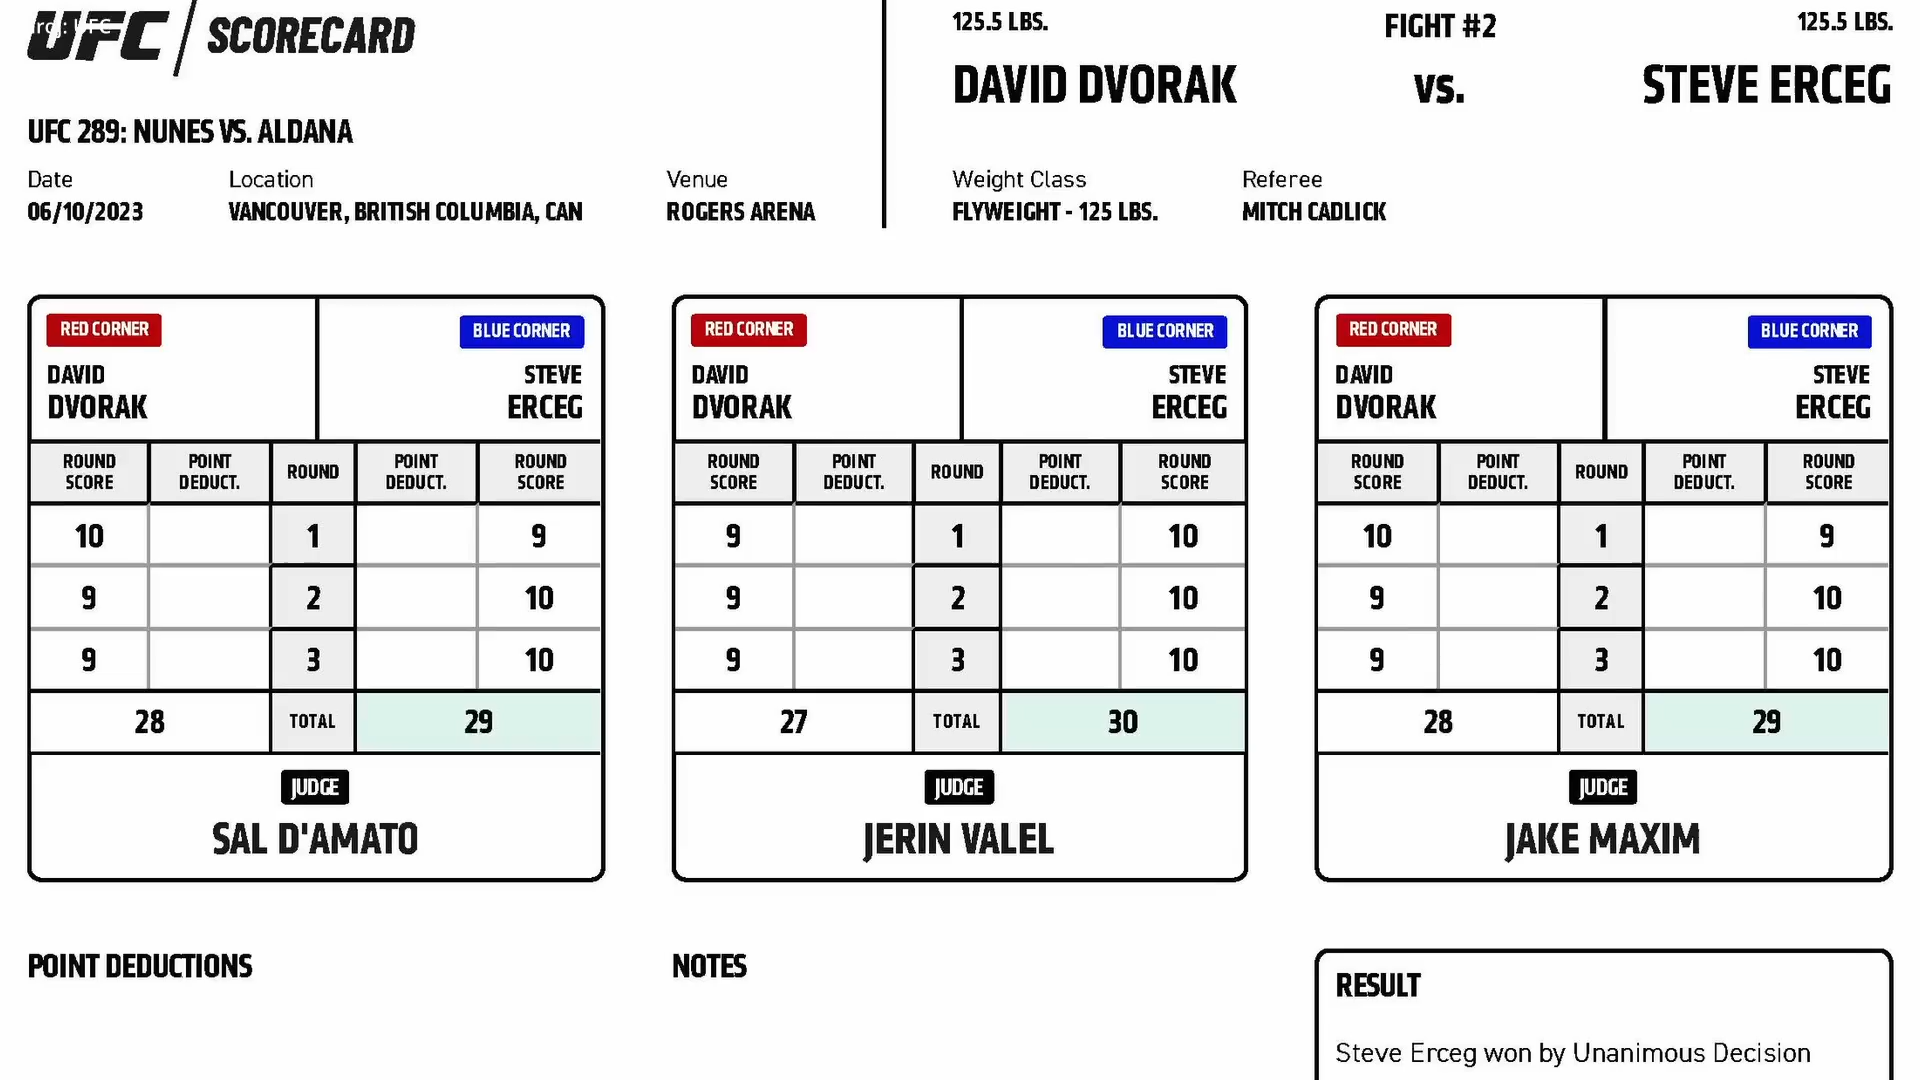 UFC / SCORECARD
UFC 289: NUNES VS. ALDANA
Date
06/10/2023
Location
VANCOUVER, BRITISH COLUMBIA, CAN
Venue
ROGERS ARENA
125.5 LBS.
FIGHT #2
125.5 LBS.
DAVID DVORAK
VS.
STEVE ERCEG
Weight Class
FLYWEIGHT - 125 LBS.
Referee
MITCH CADLICK
RED CORNER
BLUE CORNER
DAVID
DVORAK
STEVE
ERCEG
ROUND
SCORE
POINT
DEDUCT.
ROUND
POINT
DEDUCT.
ROUND
SCORE
10 1 9
9 2 10
9 3 10
28 TOTAL 29
JUDGE
SAL D'AMATO
RED CORNER
BLUE CORNER
DAVID
DVORAK
STEVE
ERCEG
ROUND
SCORE
POINT
DEDUCT.
ROUND
POINT
DEDUCT.
ROUND
SCORE
9 1 10
9 2 10
9 3 10
27 TOTAL 30
JUDGE
JERIN VALEL
RED CORNER
BLUE CORNER
DAVID
DVORAK
STEVE
ERCEG
ROUND
SCORE
POINT
DEDUCT.
ROUND
POINT
DEDUCT.
ROUND
SCORE
10 1 9
9 2 10
9 3 10
28 TOTAL 29
JUDGE
JAKE MAXIM
POINT DEDUCTIONS
NOTES
RESULT
Steve Erceg won by Unanimous Decision